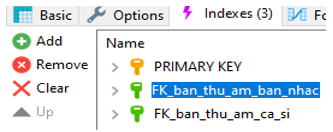 Basic Options Indexes (3) Fo
Add Name
Remove PRIMARY KEY
Clear FK_ban_thu_am_ban_nhac
Up FK_ban_thu_am_ca_si